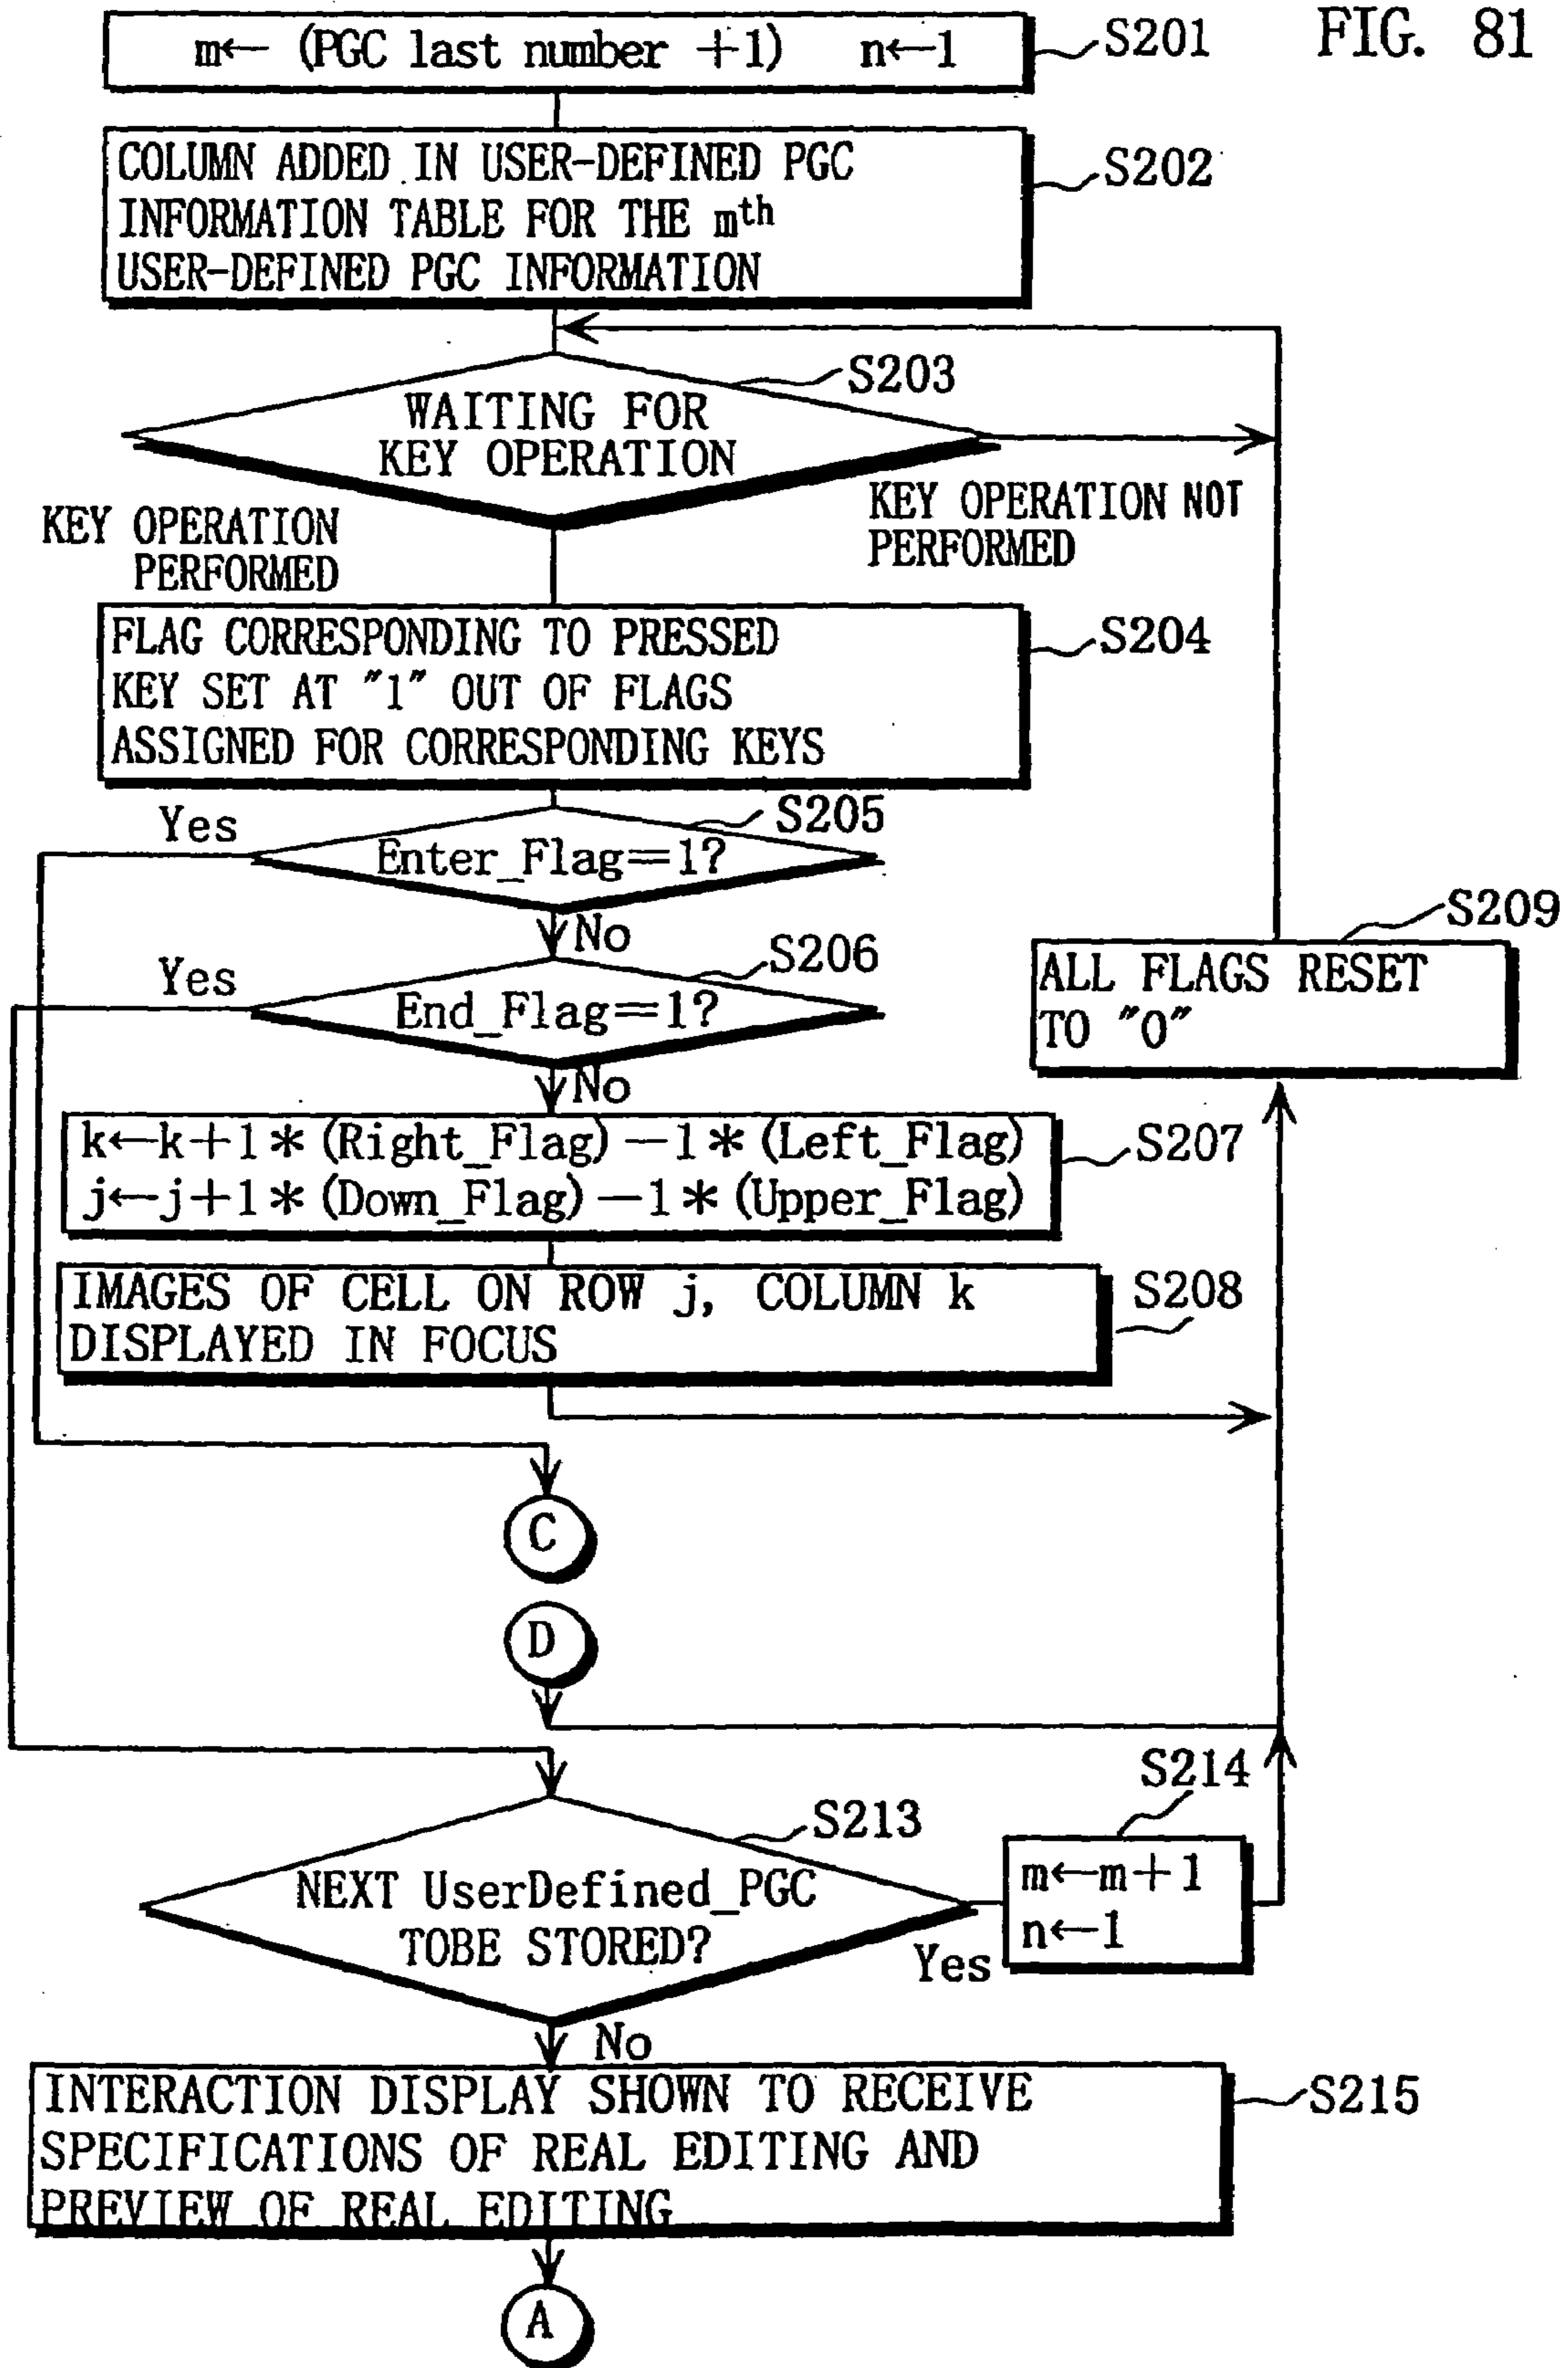 FIG. 81
m← (PGC last number +1) n←1
S201
COLUMN ADDED IN USER-DEFINED PGC
INFORMATION TABLE FOR THE mth
USER-DEFINED PGC INFORMATION
S202
S203
WAITING FOR
KEY OPERATION
KEY OPERATION
PERFORMED
KEY OPERATION NOT
PERFORMED
FLAG CORRESPONDING TO PRESSED
KEY SET AT "1" OUT OF FLAGS
ASSIGNED FOR CORRESPONDING KEYS
S204
S205
Yes
Enter_Flag==1?
No
S209
ALL FLAGS RESET
TO "0"
S206
Yes
End_Flag==1?
No
k←k+1*(Right_Flag)-1*(Left_Flag)
j←j+1*(Down_Flag)-1*(Upper_Flag)
S207
IMAGES OF CELL ON ROW j, COLUMN k
DISPLAYED IN FOCUS
S208
C
D
S214
S213
NEXT UserDefined_PGC
TOBE STORED?
Yes
m←m+1
n←1
No
INTERACTION DISPLAY SHOWN TO RECEIVE
SPECIFICATIONS OF REAL EDITING AND
PREVIEW OF REAL EDITING
S215
A